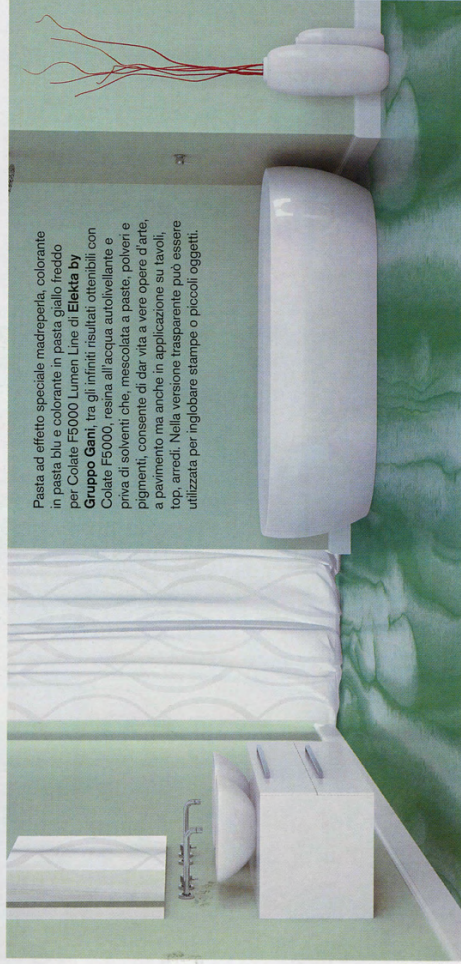 Pasta ad effetto speciale madreperla, colorante
in pasta blu e colorante in pasta giallo freddo
per Colate F5000 Lumen Line di Elekta by
Gruppo Gani, tra gli infiniti risultati ottenibili con
Colate F5000, resina all'acqua autolivellante e
priva di solventi che, mescolata a paste, polveri e
pigmenti, consente di dar vita a vere opere d'arte,
a pavimento ma anche in applicazione su tavoli,
top, arredi. Nella versione trasparente può essere
utilizzata per inglobare stampe o piccoli oggetti.